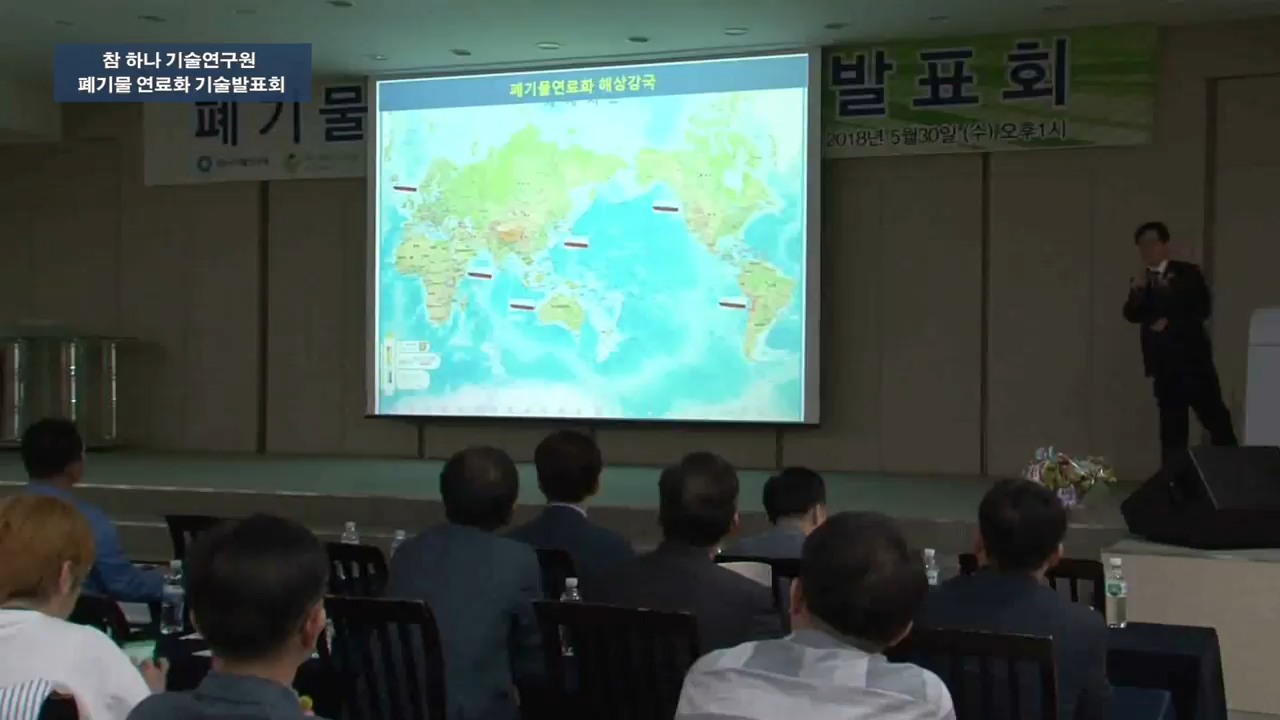 참 하나 기술연구원
폐기물 연료화 기술발표회
폐기물연료화 해상강국
폐기물
발표회
2018년 5월30일 (수) 오후1시